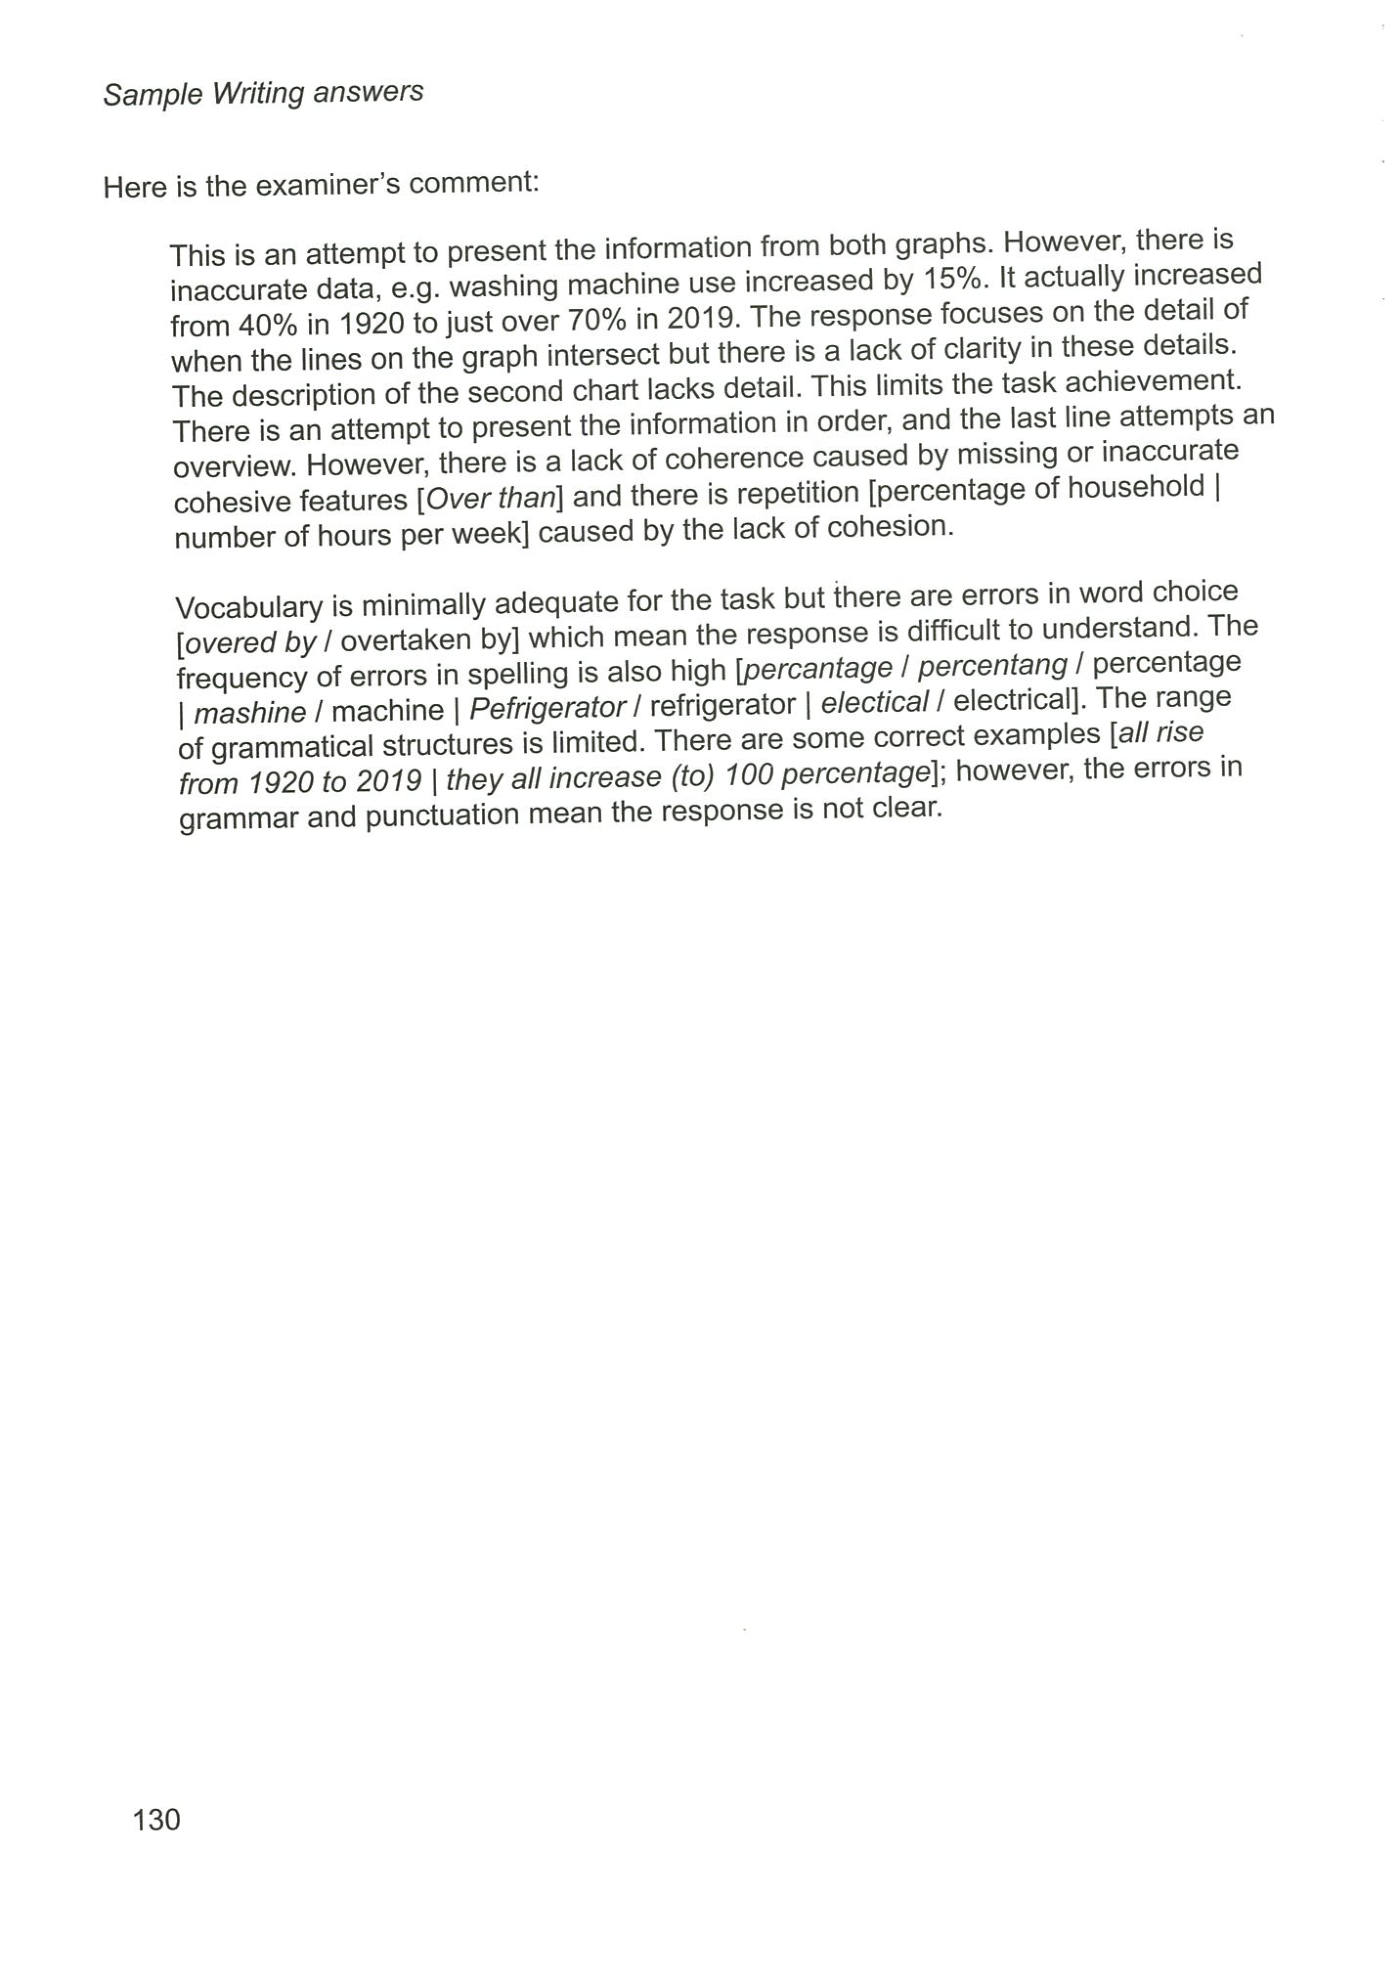 Sample Writing answers
Here is the examiner's comment:
This is an attempt to present the information from both graphs. However, there is
inaccurate data, e.g. washing machine use increased by 15%. It actually increased
from 40% in 1920 to just over 70% in 2019. The response focuses on the detail of
when the lines on the graph intersect but there is a lack of clarity in these details.
The description of the second chart lacks detail. This limits the task achievement.
There is an attempt to present the information in order, and the last line attempts an
overview. However, there is a lack of coherence caused by missing or inaccurate
cohesive features [Over than] and there is repetition [percentage of household |
number of hours per week] caused by the lack of cohesion.
Vocabulary is minimally adequate for the task but there are errors in word choice
[overed by / overtaken by] which mean the response is difficult to understand. The
frequency of errors in spelling is also high [percantage / percentang / percentage
| mashine / machine | Pefrigerator / refrigerator | electical / electrical]. The range
of grammatical structures is limited. There are some correct examples [all rise
from 1920 to 2019 | they all increase (to) 100 percentage]; however, the errors in
grammar and punctuation mean the response is not clear.
130